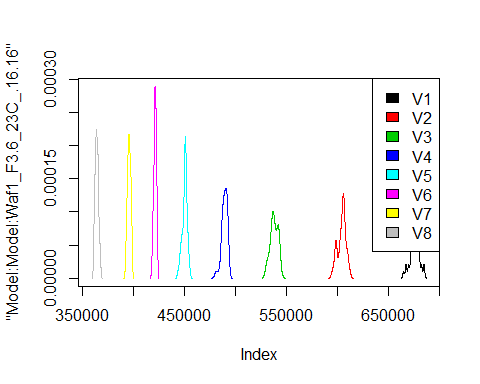 "Model:Model:Waf1_F3.6_23C_.16.16"
0.00030
0.00015
0.00000
V1
V2
V3
V4
V5
V6
V7
V8
350000 450000 550000 650000
Index